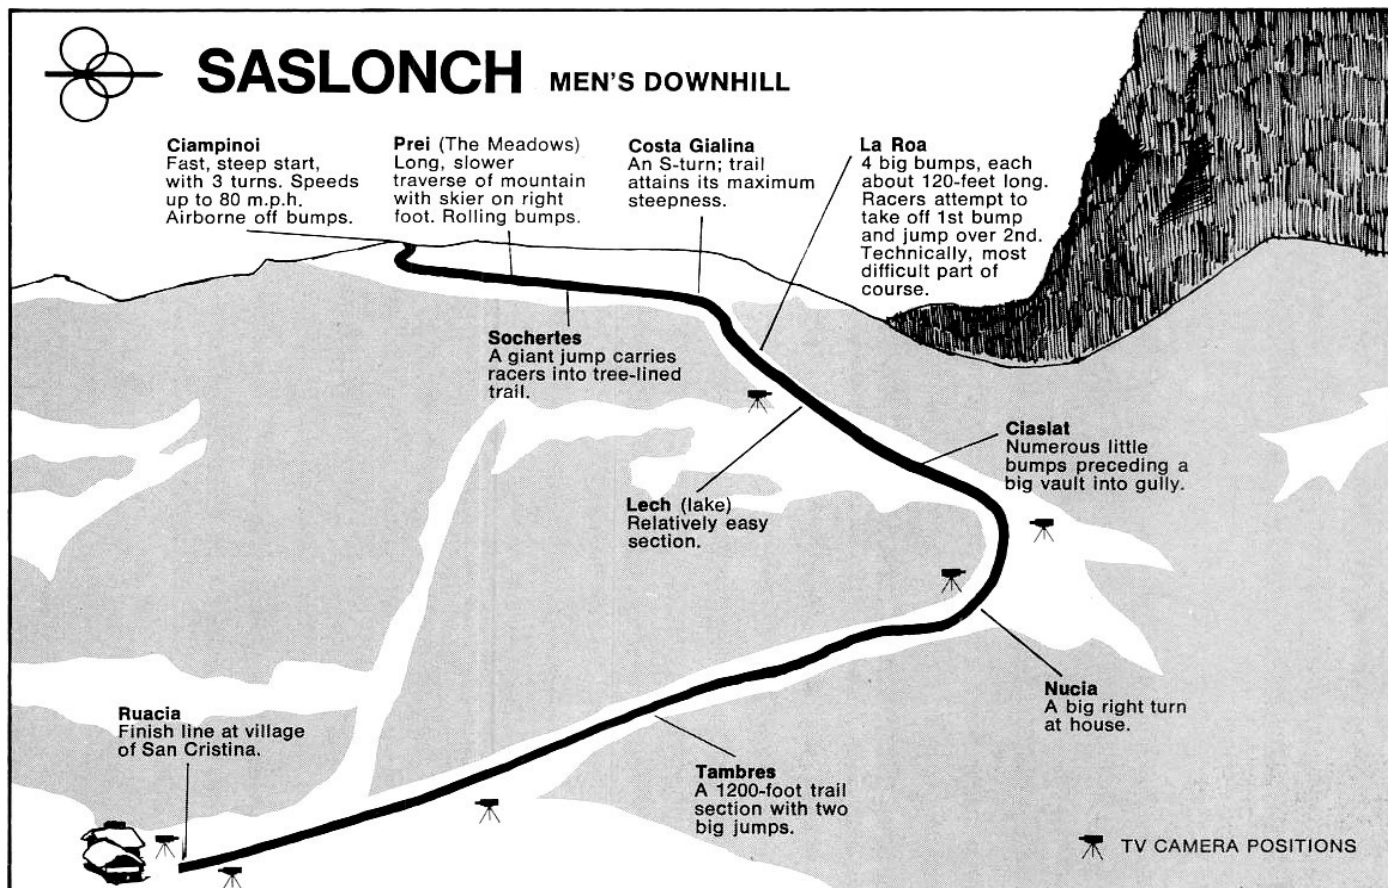 SASLONCH MEN'S DOWNHILL
Ciampinoi
Fast, steep start,
with 3 turns. Speeds
up to 80 m.p.h.
Airborne off bumps.
Prei (The Meadows)
Long, slower
traverse of mountain
with skier on right
foot. Rolling bumps.
Costa Gialina
An S-turn; trail
attains its maximum
steepness.
La Roa
4 big bumps, each
about 120-feet long.
Racers attempt to
take off 1st bump
and jump over 2nd.
Technically, most
difficult part of
course.
Sochertes
A giant jump carries
racers into tree-lined
trail.
Ciaslat
Numerous little
bumps preceding a
big vault into gully.
Lech (lake)
Relatively easy
section.
Nucia
A big right turn
at house.
Ruacia
Finish line at village
of San Cristina.
Tambres
A 1200-foot trail
section with two
big jumps.
TV CAMERA POSITIONS